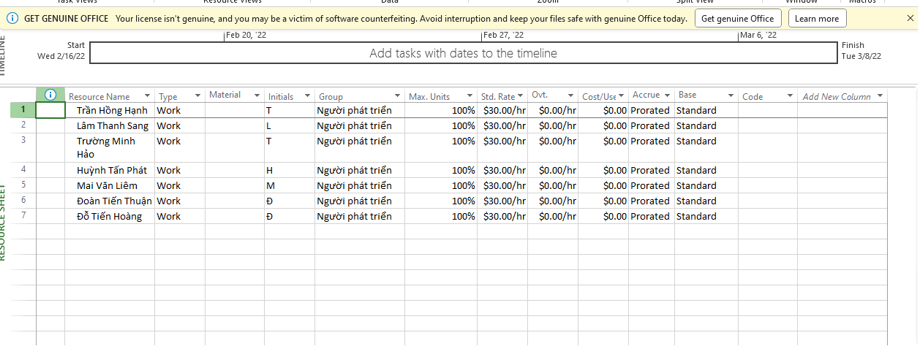 Task Views Resource Views Data Zoom Split View Window Macros
GET GENUINE OFFICE Your license isn't genuine, and you may be a victim of software counterfeiting. Avoid interruption and keep your files safe with genuine Office today. Get genuine Office Learn more
Feb 20, '22 Feb 27, '22 Mar 6, '22
TIMELINE
Start
Wed 2/16/22
Add tasks with dates to the timeline
Finish
Tue 3/8/22
RESOURCE SHEET
Resource Name Type Material Initials Group Max. Units Std. Rate Ovt. Cost/Use Accrue Base Code Add New Column
1 Trần Hồng Hạnh Work T Người phát triển 100% $30.00/hr $0.00/hr $0.00 Prorated Standard
2 Lâm Thanh Sang Work L Người phát triển 100% $30.00/hr $0.00/hr $0.00 Prorated Standard
3 Trường Minh Work T Người phát triển 100% $30.00/hr $0.00/hr $0.00 Prorated Standard
Hảo
4 Huỳnh Tấn Phát Work H Người phát triển 100% $30.00/hr $0.00/hr $0.00 Prorated Standard
5 Mai Văn Liêm Work M Người phát triển 100% $30.00/hr $0.00/hr $0.00 Prorated Standard
6 Đoàn Tiến Thuận Work Đ Người phát triển 100% $30.00/hr $0.00/hr $0.00 Prorated Standard
7 Đỗ Tiến Hoàng Work Đ Người phát triển 100% $30.00/hr $0.00/hr $0.00 Prorated Standard